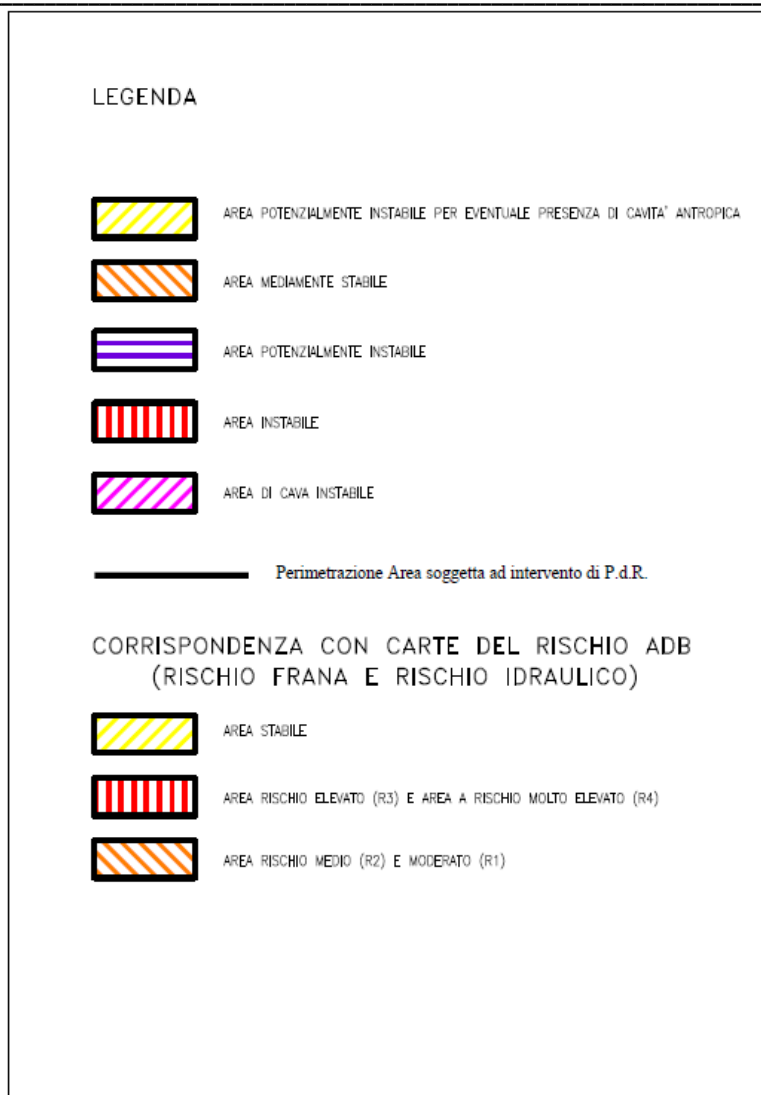 LEGENDA
AREA POTENZIALMENTE INSTABILE PER EVENTUALE PRESENZA DI CAVITA' ANTROPICA
AREA MEDIAMENTE STABILE
AREA POTENZIALMENTE INSTABILE
AREA INSTABILE
AREA DI CAVA INSTABILE
Perimetrazione Area soggetta ad intervento di P.d.R.
CORRISPONDENZA CON CARTE DEL RISCHIO ADB
(RISCHIO FRANA E RISCHIO IDRAULICO)
AREA STABILE
AREA RISCHIO ELEVATO (R3) E AREA A RISCHIO MOLTO ELEVATO (R4)
AREA RISCHIO MEDIO (R2) E MODERATO (R1)